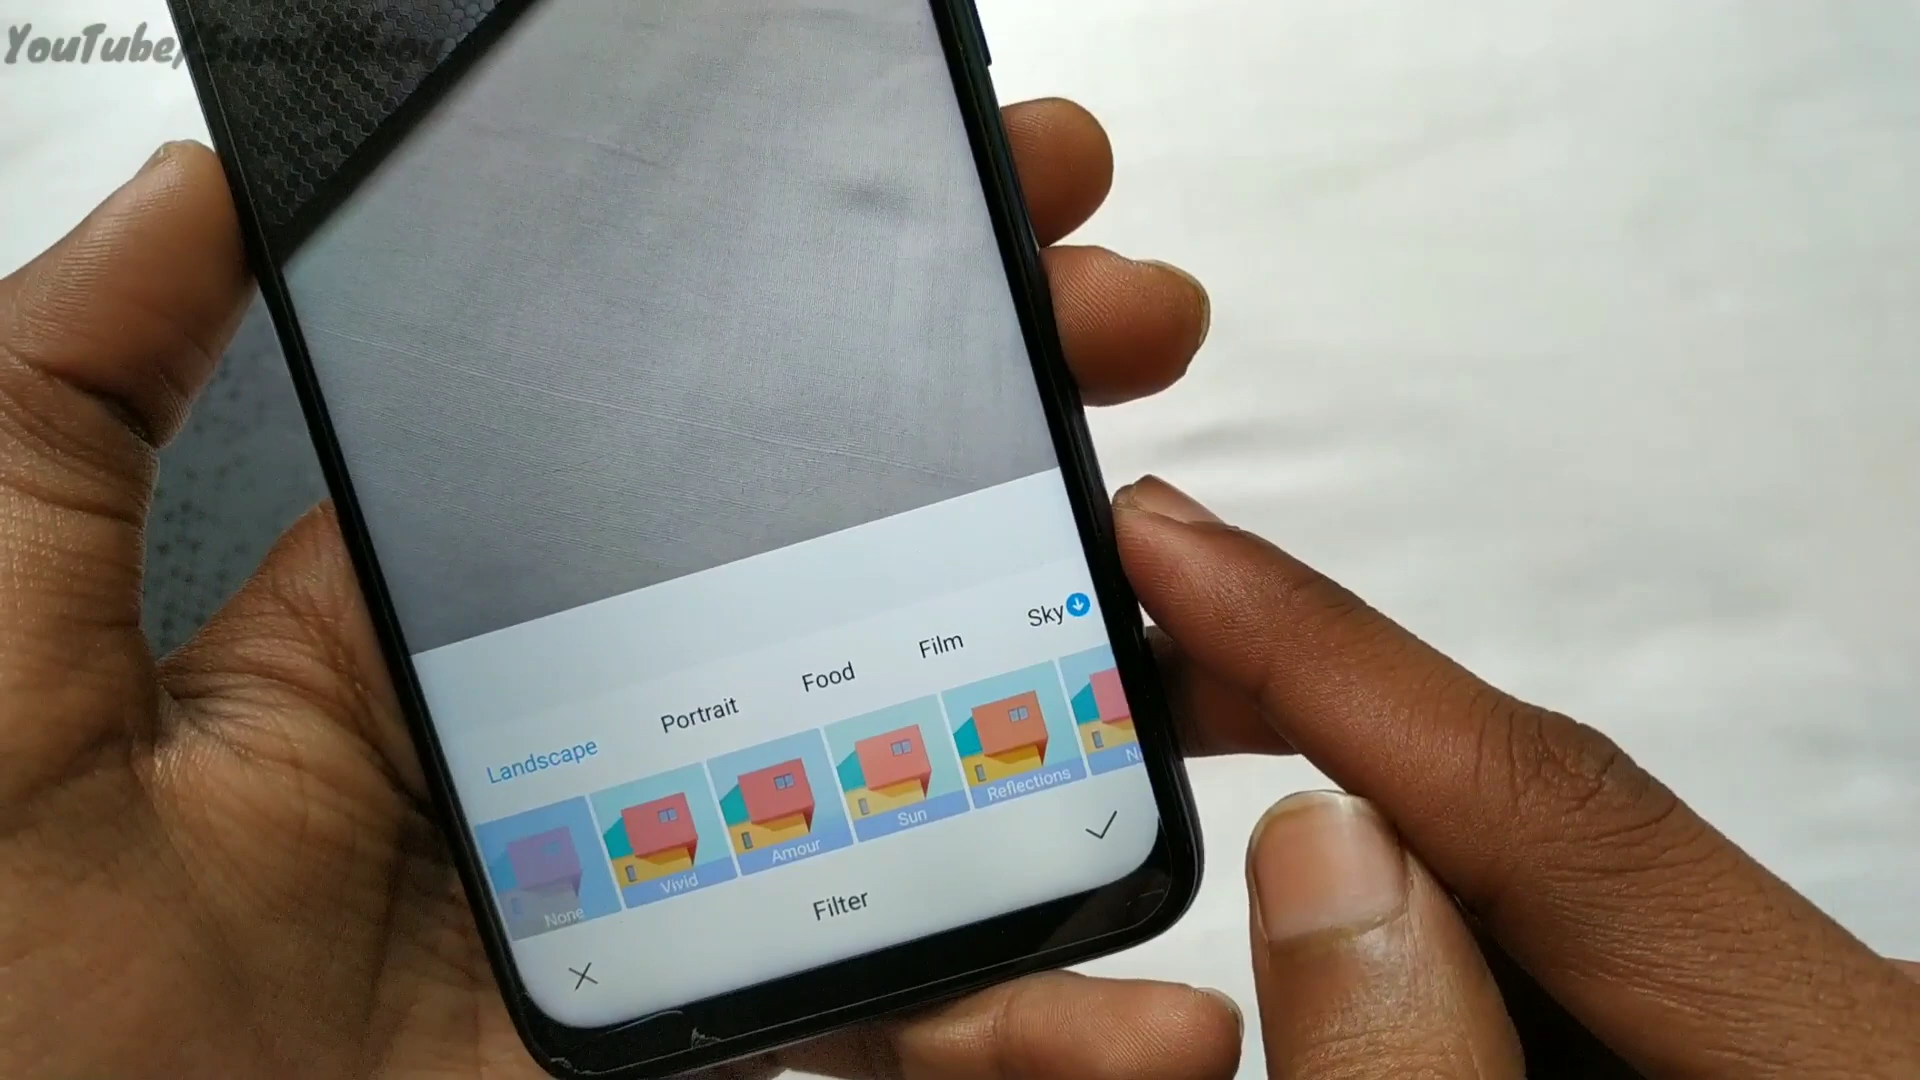 YouTube/
Landscape
Portrait
Food
Film
Sky
None
Vivid
Amour
Sun
Reflections
Filter